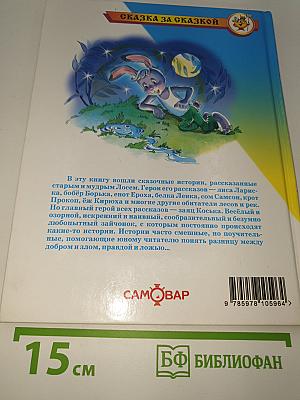 СКАЗКА ЗА СКАЗКОЙ
В эту книгу вошли сказочные истории, рассказанные
старым и мудрым Лосем. Герои его рассказов — лиса Ларис-
ка, бобёр Борька, енот Ероха, белка Ленка, сом Самсон, крот
Прокоп, ёж Кирюха и многие другие обитатели лесов и рек.
Но главный герой всех рассказов — заяц Коська. Весёлый и
озорной, искренний и наивный, сообразительный и безумно
любопытный зайчонок, с которым постоянно происходят
какие-то истории. Истории часто смешные, но поучитель-
ные, помогающие юному читателю понять разницу между
добром и злом, правдой и ложью...
САМОВАР
9 785978 105964
15 см
БФ БИБЛИОФАН